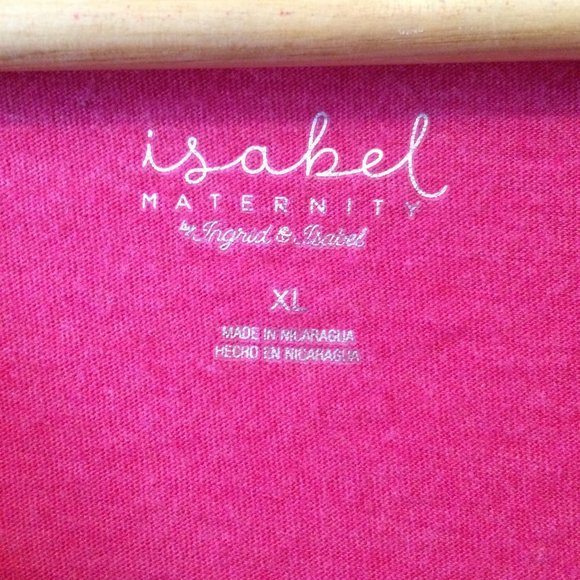 isabel
MATERNITY
by Ingrid & Isabel
XL
MADE IN NICARAGUA
HECHO EN NICARAGUA